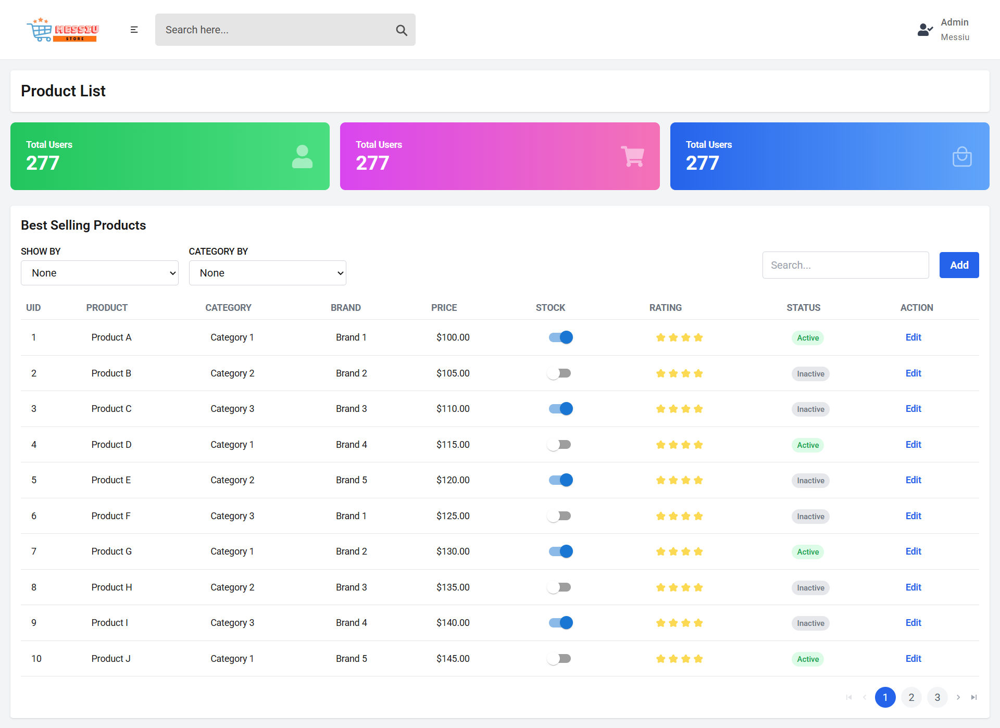 MESSIU
STORE
Search here...
Admin
Messiu
Product List
Total Users
277
Total Users
277
Total Users
277
Best Selling Products
SHOW BY
CATEGORY BY
None
None
Search...
Add
UID PRODUCT CATEGORY BRAND PRICE STOCK RATING STATUS ACTION
1 Product A Category 1 Brand 1 $100.00 Active Edit
2 Product B Category 2 Brand 2 $105.00 Inactive Edit
3 Product C Category 3 Brand 3 $110.00 Inactive Edit
4 Product D Category 1 Brand 4 $115.00 Active Edit
5 Product E Category 2 Brand 5 $120.00 Inactive Edit
6 Product F Category 3 Brand 1 $125.00 Inactive Edit
7 Product G Category 1 Brand 2 $130.00 Active Edit
8 Product H Category 2 Brand 3 $135.00 Inactive Edit
9 Product I Category 3 Brand 4 $140.00 Inactive Edit
10 Product J Category 1 Brand 5 $145.00 Active Edit
1 2 3